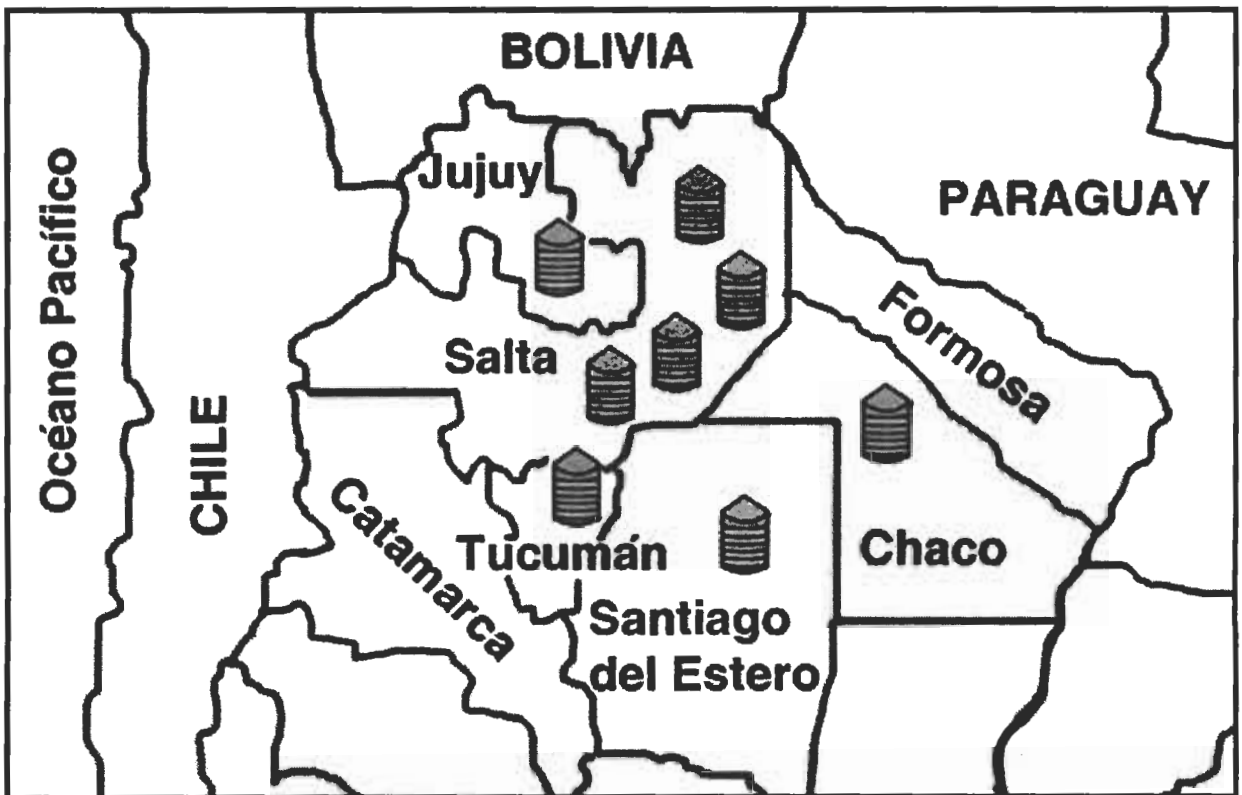 BOLIVIA
Jujuy
PARAGUAY
Océano Pacífico
Formosa
Salta
CHILE
Catamarca
Tucumán
Chaco
Santiago
del Estero